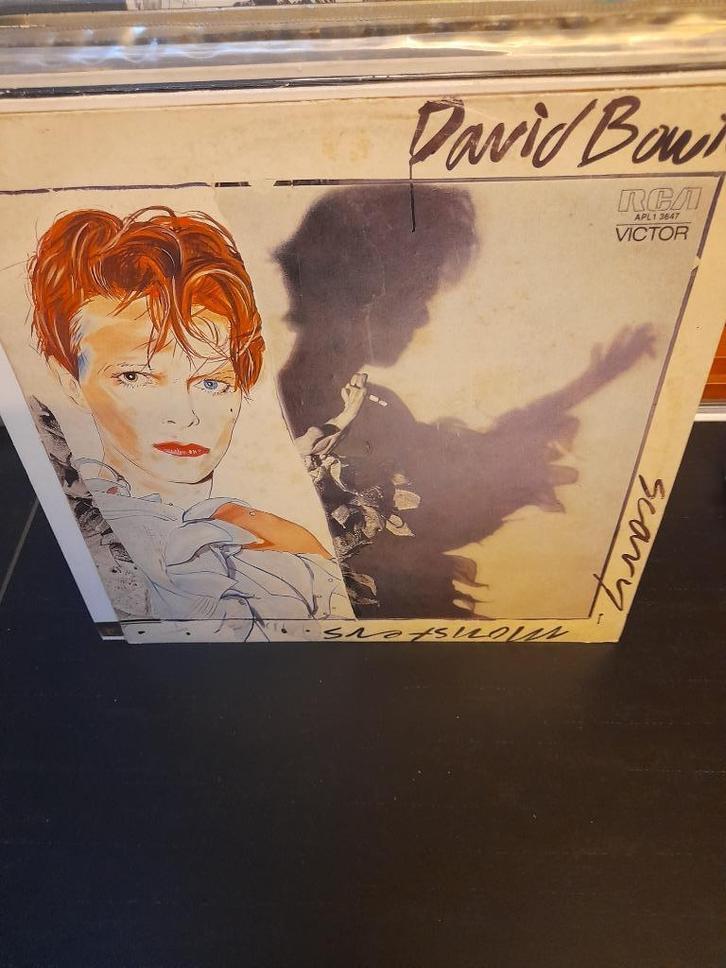 David Bowi
RCA
APL1 3647
VICTOR
scary
monsters